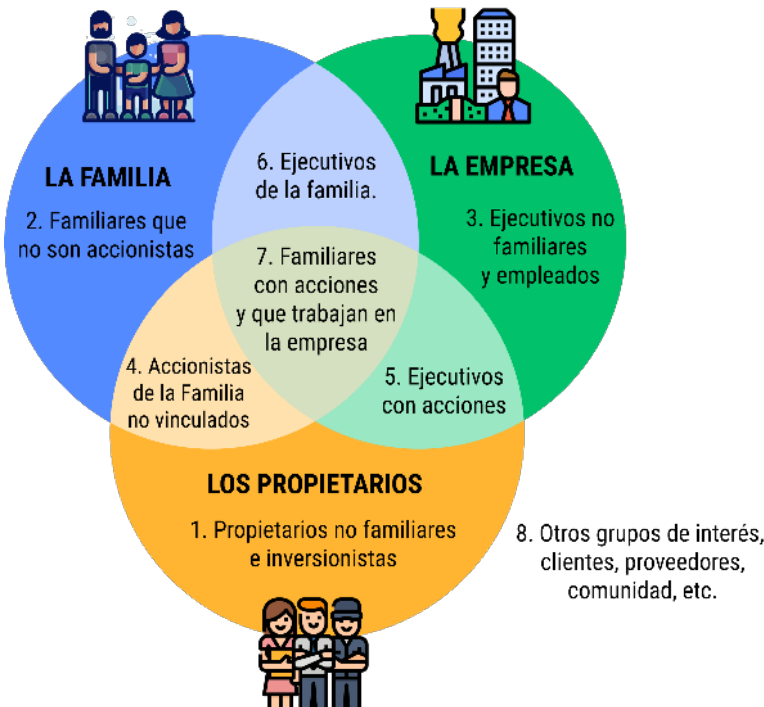 LA FAMILIA
2. Familiares que
no son accionistas
6. Ejecutivos
de la familia.
LA EMPRESA
3. Ejecutivos no
familiares
y empleados
7. Familiares
con acciones
y que trabajan en
la empresa
4. Accionistas
de la Familia
no vinculados
5. Ejecutivos
con acciones
LOS PROPIETARIOS
1. Propietarios no familiares
e inversionistas
8. Otros grupos de interés,
clientes, proveedores,
comunidad, etc.